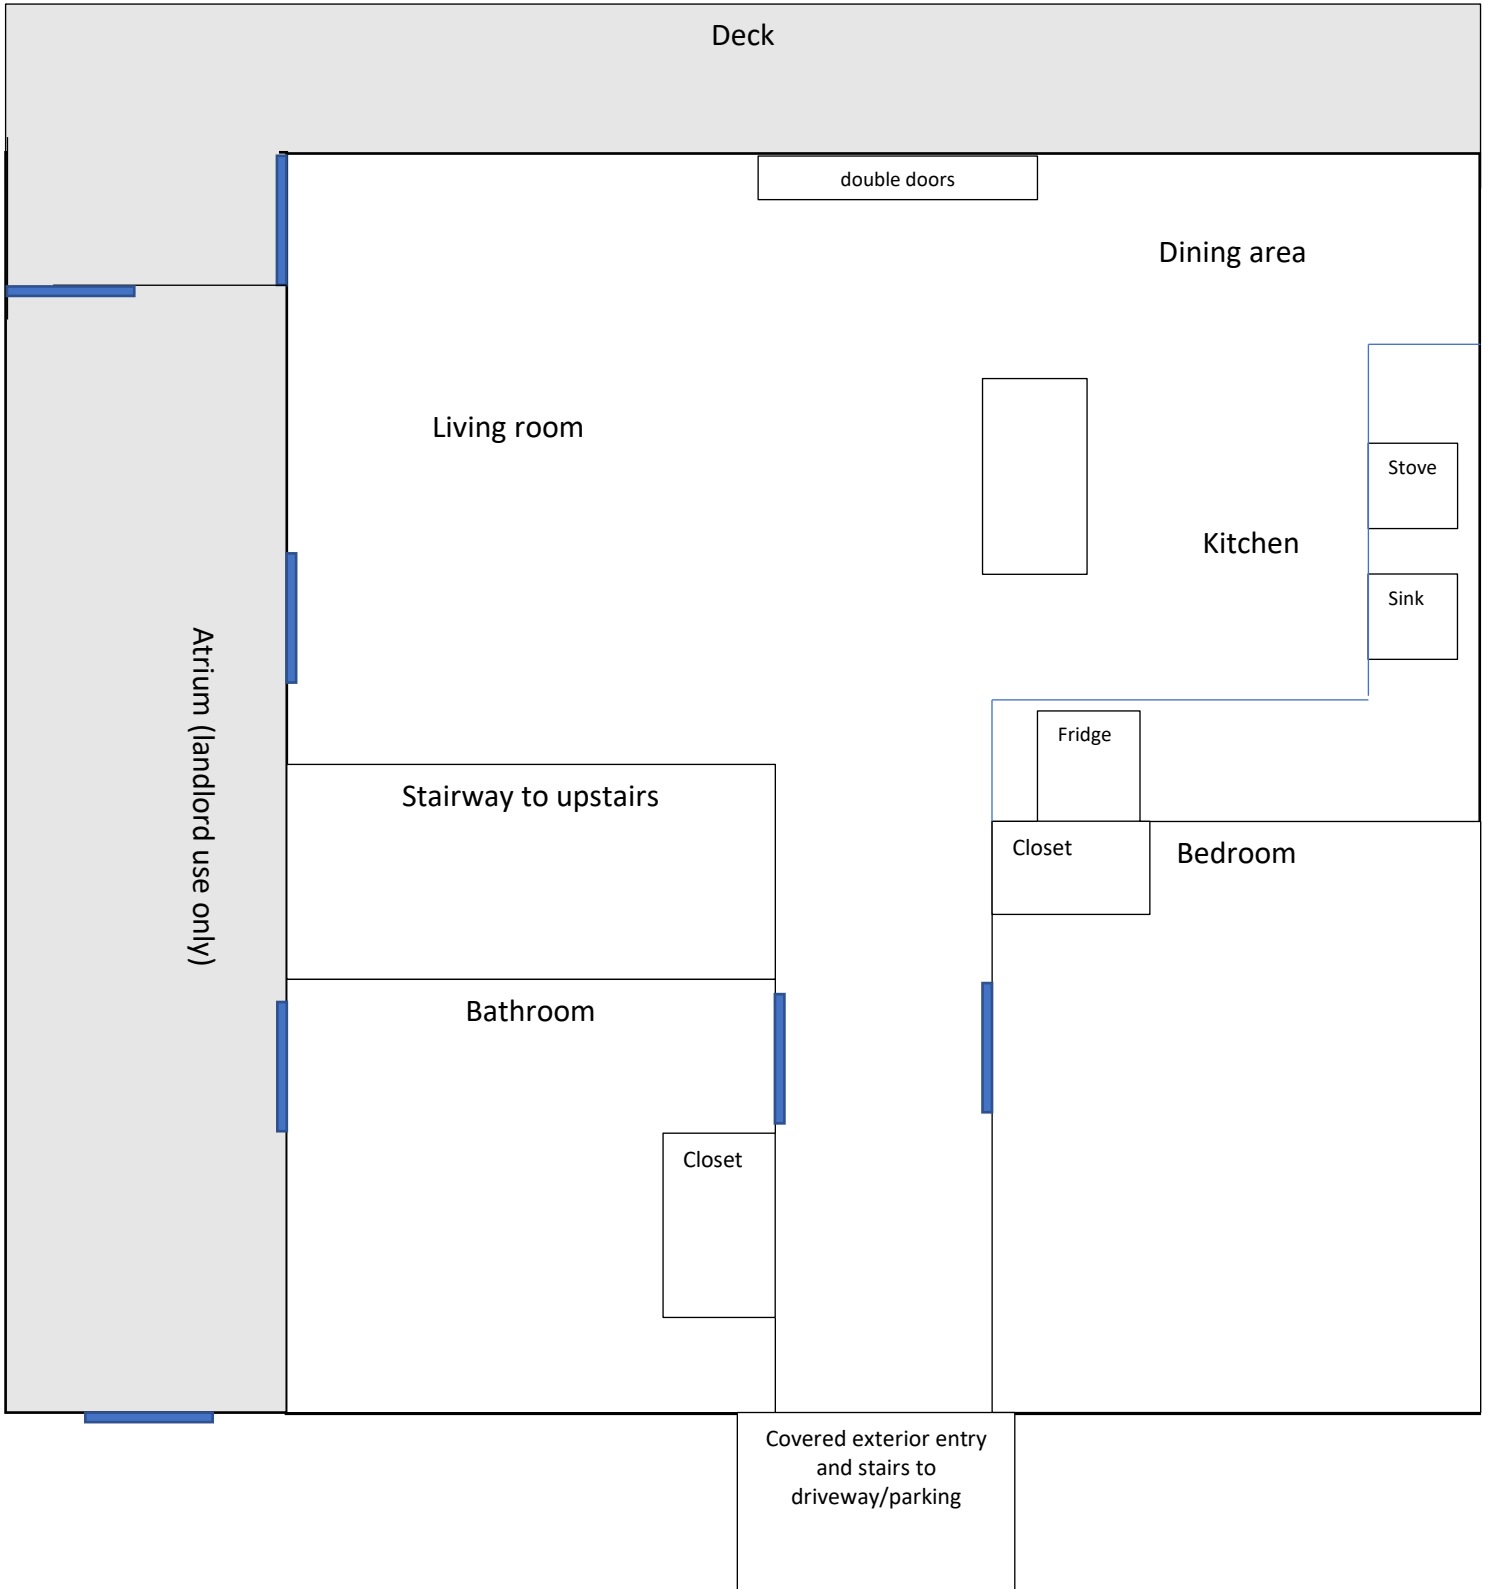 Deck
double doors
Dining area
Living room
Stove
Kitchen
Sink
Atrium (landlord use only)
Fridge
Stairway to upstairs
Closet
Bedroom
Bathroom
Closet
Covered exterior entry
and stairs to
driveway/parking